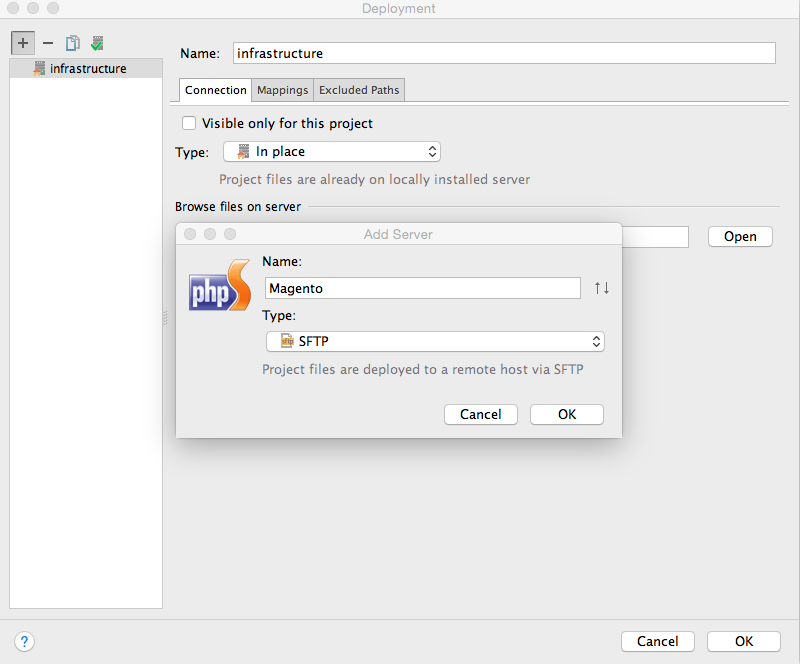 Deployment
infrastructure
Name: infrastructure
Connection Mappings Excluded Paths
Visible only for this project
Type: In place
Project files are already on locally installed server
Browse files on server
Open
Add Server
php S
Name:
Magento
Type:
sftp SFTP
Project files are deployed to a remote host via SFTP
Cancel OK
? Cancel OK